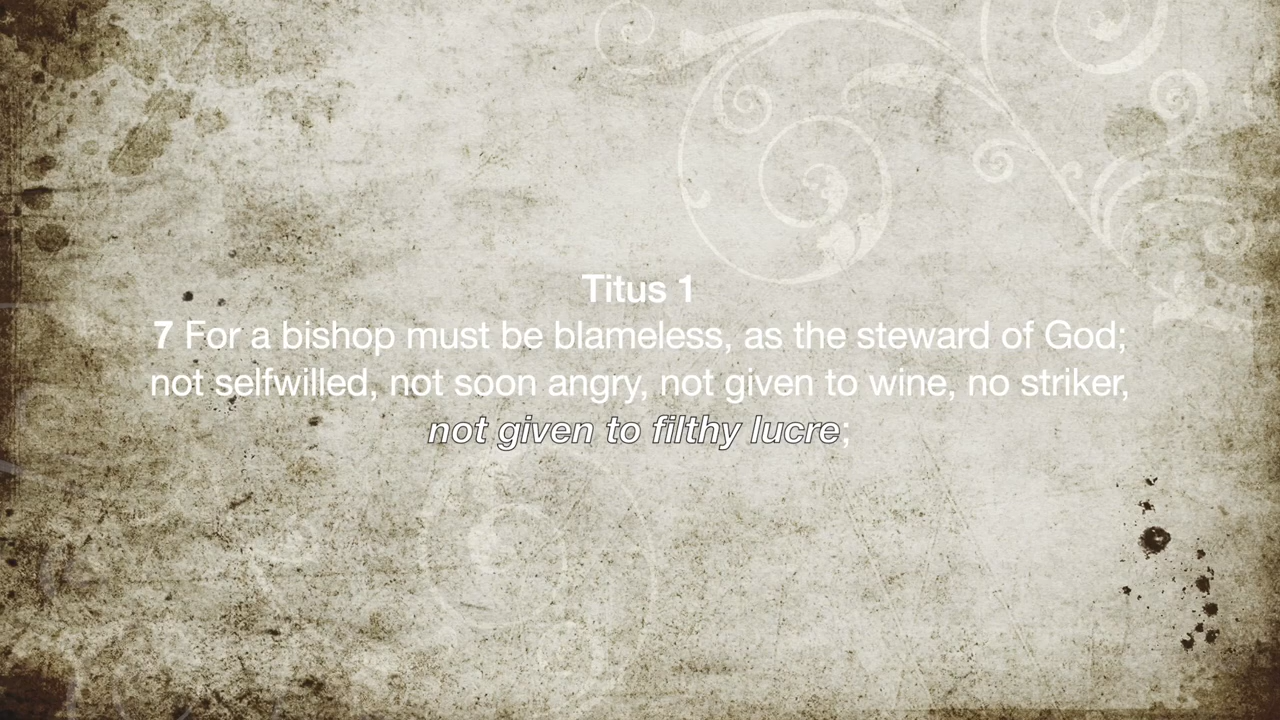 Titus 1
7 For a bishop must be blameless, as the steward of God;
not selfwilled, not soon angry, not given to wine, no striker,
not given to filthy lucre;